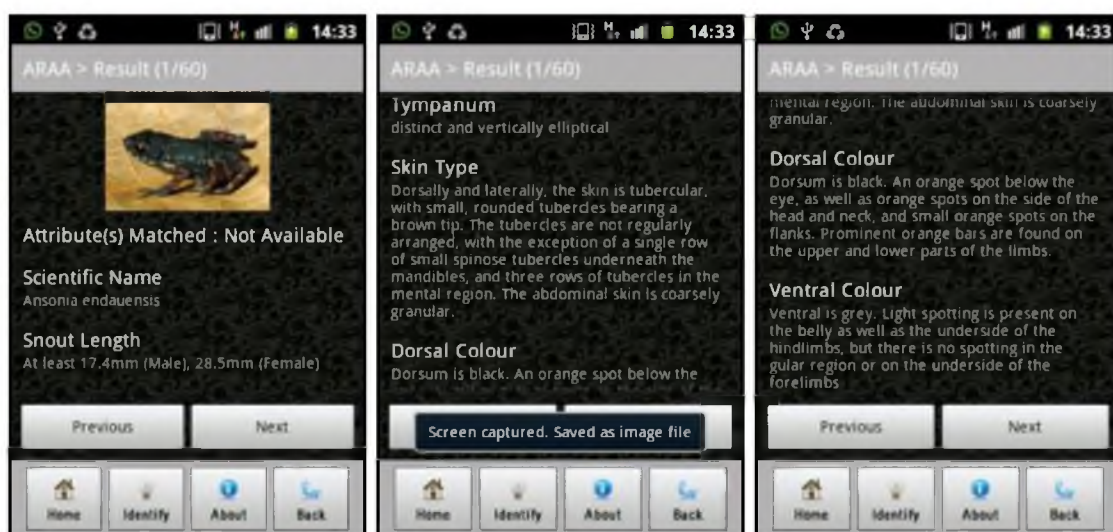 14:33
ARAA > Result (1/60)
Attribute(s) Matched : Not Available
Scientific Name
Ansonia endauensis
Snout Length
At least 17.4mm (Male), 28.5mm (Female)
Previous
Next
Home
Identify
About
Back
14:33
ARAA > Result (1/60)
Tympanum
distinct and vertically elliptical
Skin Type
Dorsally and laterally, the skin is tubercular,
with small, rounded tubercles bearing a
brown tip. The tubercles are not regularly
arranged, with the exception of a single row
of small spinose tubercles underneath the
mandibles, and three rows of tubercles in the
mental region. The abdominal skin is coarsely
granular.
Dorsal Colour
Dorsum is black. An orange spot below the
Screen captured. Saved as image file
Home
Identify
About
Back
14:33
ARAA > Result (1/60)
mental region. The abdominal skin is coarsely
granular.
Dorsal Colour
Dorsum is black. An orange spot below the
eye, as well as orange spots on the side of the
head and neck, and small orange spots on the
flanks. Prominent orange bars are found on
the upper and lower parts of the limbs.
Ventral Colour
Ventral is grey. Light spotting is present on
the belly as well as the underside of the
hindlimbs, but there is no spotting in the
gular region or on the underside of the
forelimbs
Previous
Next
Home
Identify
About
Back